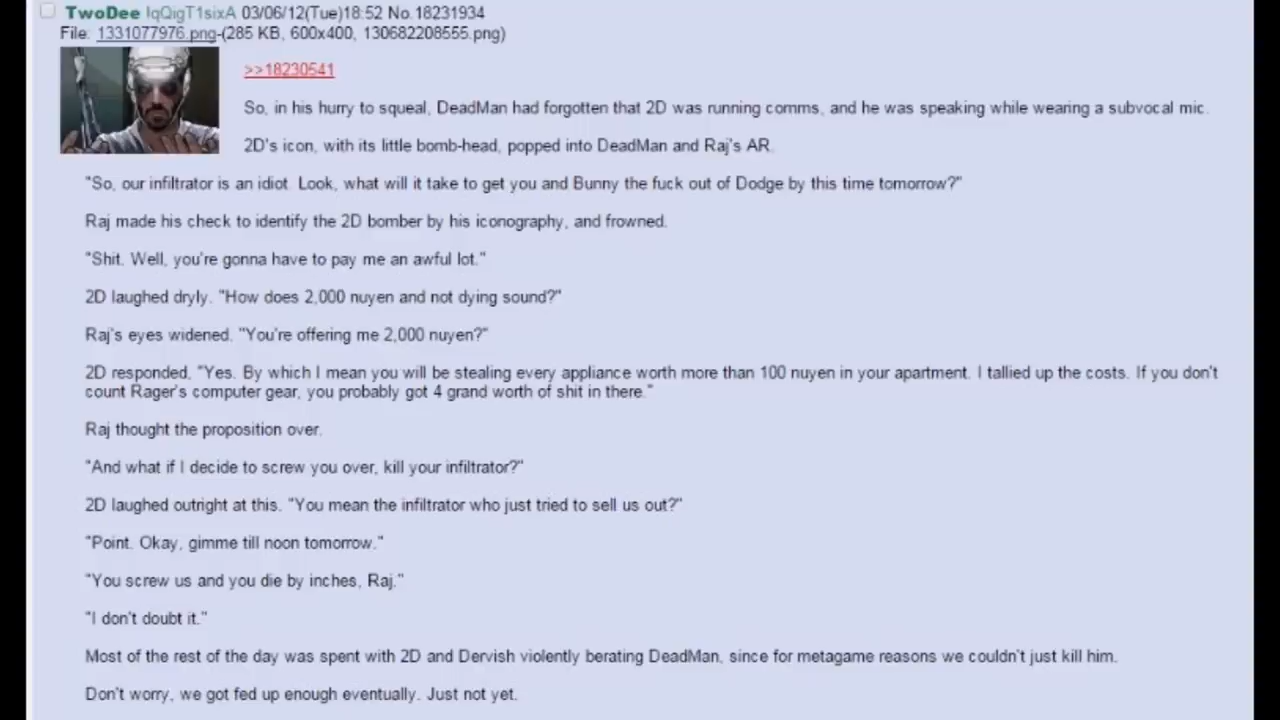 TwoDee !qQigT1sixA 03/06/12(Tue)18:52 No.18231934
File: 1331077976.png-(285 KB, 600x400, 130682208555.png)
>>18230541
So, in his hurry to squeal, DeadMan had forgotten that 2D was running comms, and he was speaking while wearing a subvocal mic.
2D's icon, with its little bomb-head, popped into DeadMan and Raj's AR.
"So, our infiltrator is an idiot. Look, what will it take to get you and Bunny the fuck out of Dodge by this time tomorrow?"
Raj made his check to identify the 2D bomber by his iconography, and frowned.
"Shit. Well, you're gonna have to pay me an awful lot."
2D laughed dryly. "How does 2,000 nuyen and not dying sound?"
Raj's eyes widened. "You're offering me 2,000 nuyen?"
2D responded, "Yes. By which I mean you will be stealing every appliance worth more than 100 nuyen in your apartment. I tallied up the costs. If you don't
count Rager's computer gear, you probably got 4 grand worth of shit in there."
Raj thought the proposition over.
"And what if I decide to screw you over, kill your infiltrator?"
2D laughed outright at this. "You mean the infiltrator who just tried to sell us out?"
"Point. Okay, gimme till noon tomorrow."
"You screw us and you die by inches, Raj."
"I don't doubt it."
Most of the rest of the day was spent with 2D and Dervish violently berating DeadMan, since for metagame reasons we couldn't just kill him.
Don't worry, we got fed up enough eventually. Just not yet.